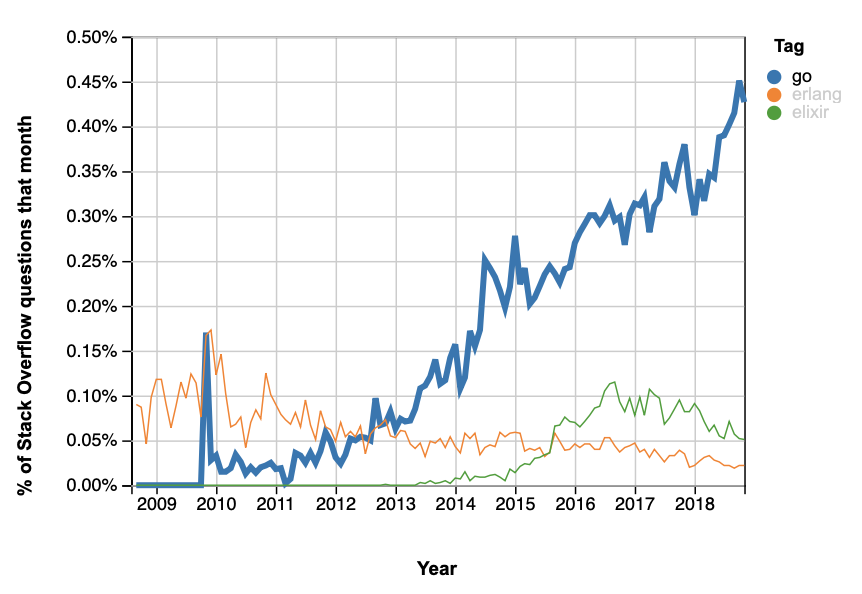 % of Stack Overflow questions that month
0.50%
0.45%
0.40%
0.35%
0.30%
0.25%
0.20%
0.15%
0.10%
0.05%
0.00%
2009 2010 2011 2012 2013 2014 2015 2016 2017 2018
Year
Tag
go
erlang
elixir